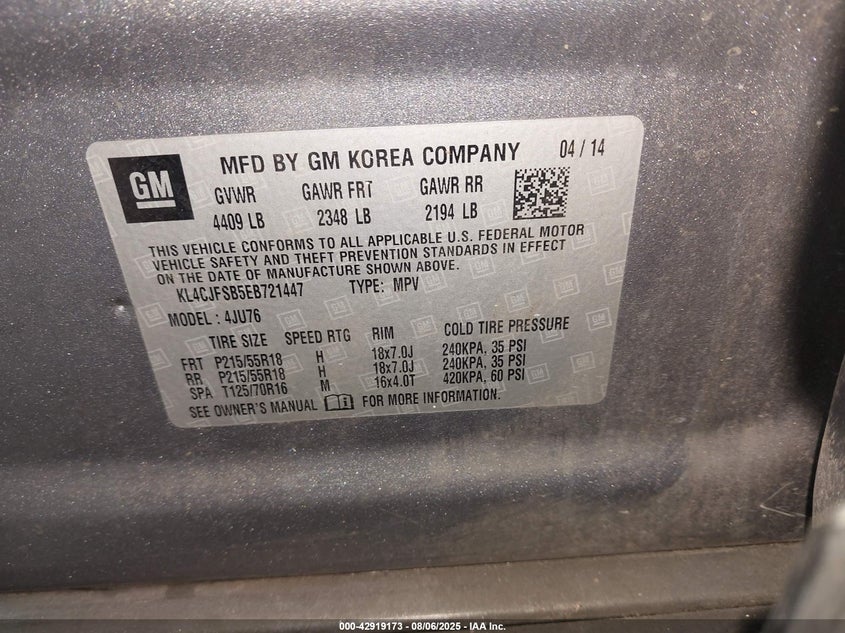 GM
MFD BY GM KOREA COMPANY 04 / 14
GVWR GAWR FRT GAWR RR
4409 LB 2348 LB 2194 LB
THIS VEHICLE CONFORMS TO ALL APPLICABLE U.S. FEDERAL MOTOR
VEHICLE SAFETY AND THEFT PREVENTION STANDARDS IN EFFECT
ON THE DATE OF MANUFACTURE SHOWN ABOVE.
KL4CJFSB5EB721447 TYPE: MPV
MODEL : 4JU76
TIRE SIZE SPEED RTG RIM COLD TIRE PRESSURE
FRT P215/55R18 H 18x7.0J 240KPA, 35 PSI
RR P215/55R18 H 18x7.0J 240KPA, 35 PSI
SPA T125/70R16 M 16x4.0T 420KPA, 60 PSI
SEE OWNER'S MANUAL FOR MORE INFORMATION.
000-42919173 - 08/06/2025 - IAA Inc.